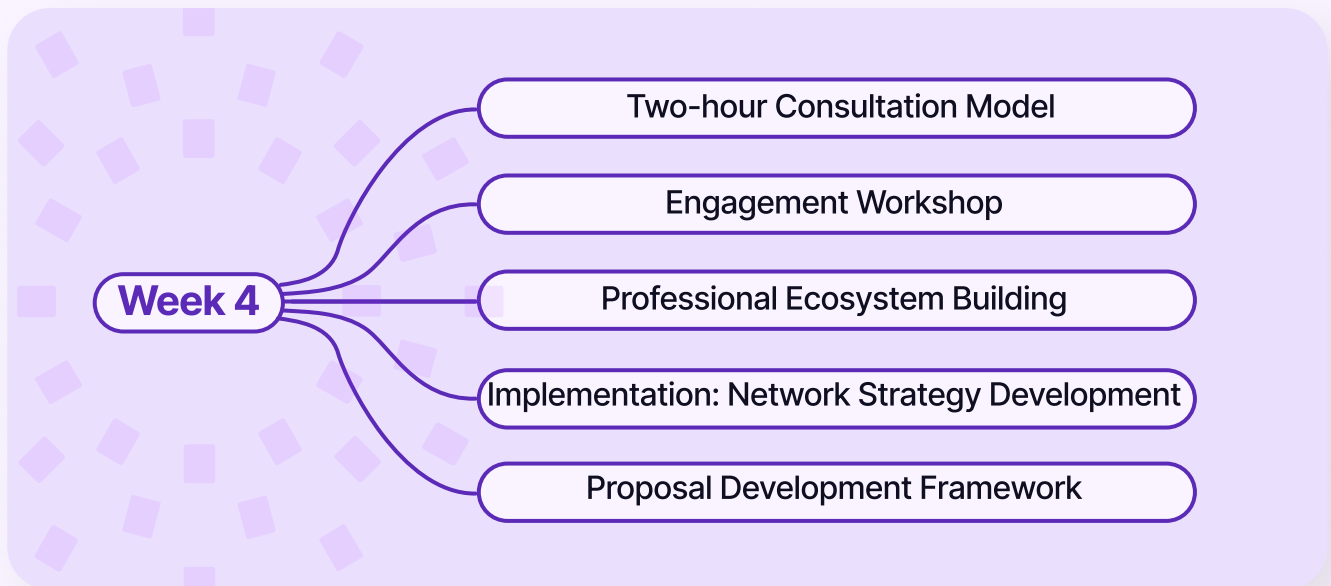 Two-hour Consultation Model
Engagement Workshop
Week 4
Professional Ecosystem Building
Implementation: Network Strategy Development
Proposal Development Framework